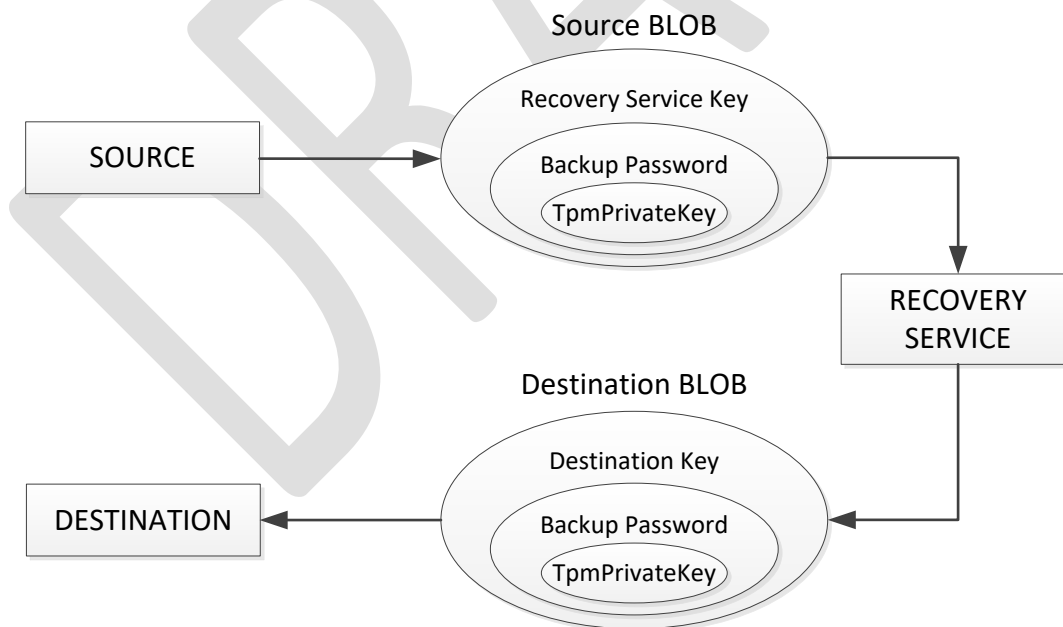 Source BLOB
Recovery Service Key
SOURCE
Backup Password
TpmPrivateKey
RECOVERY
SERVICE
Destination BLOB
Destination Key
DESTINATION
Backup Password
TpmPrivateKey